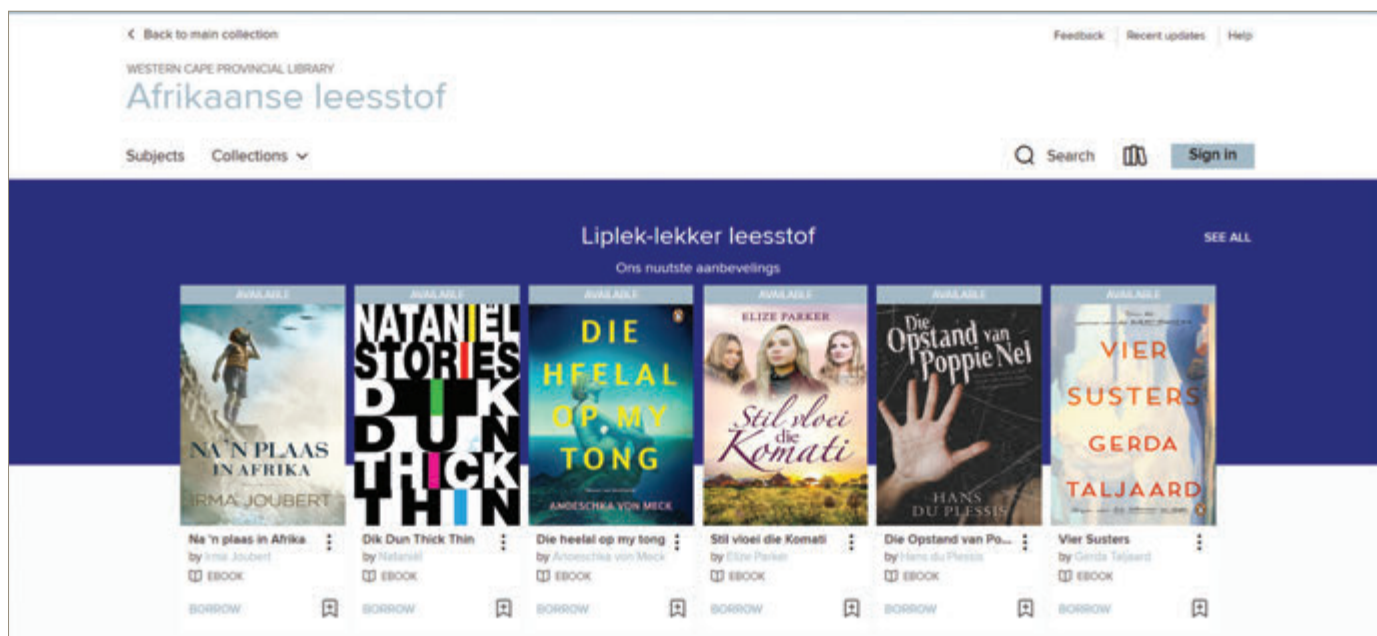 Back to main collection
Feedback
Recent updates
Help
WESTERN CAPE PROVINCIAL LIBRARY
Afrikaanse leesstof
Subjects
Collections
Search
Sign in
Liplek-lekker leesstof
SEE ALL
Ons nuutste aanbevelings
AVAILABLE
NA 'N PLAAS
IN AFRIKA
IRMA JOUBERT
Na 'n plaas in Afrika
by Irma Joubert
EBOOK
BORROW
AVAILABLE
NATANIËL
STORIES
DIK
DUN
THICK
THIN
Dik Dun Thick Thin
by Nataniël
EBOOK
BORROW
AVAILABLE
DIE
HEELAL
OP MY
TONG
ANOESCHKA VON MECK
Die heelal op my tong
by Anoeschka von Meck
EBOOK
BORROW
AVAILABLE
ELIZE PARKER
Stil vloei
die
Komati
Stil vloei die Komati
by Elize Parker
EBOOK
BORROW
AVAILABLE
Die
Opstand van
Poppie Nel
HANS
DU PLESSIS
Die Opstand van Po...
by Hans du Plessis
EBOOK
BORROW
AVAILABLE
VIER
SUSTERS
GERDA
TALJAARD
Vier Susters
by Gerda Taljaard
EBOOK
BORROW